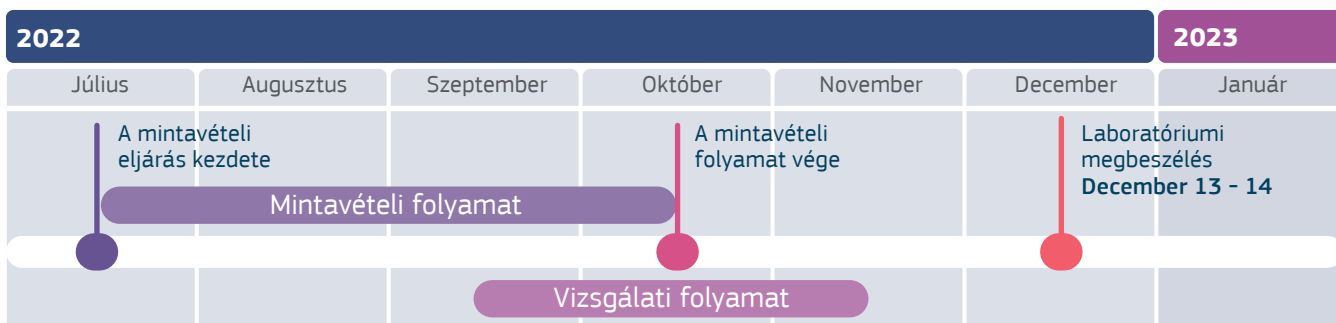 2022
2023
Július
Augusztus
Szeptember
Október
November
December
Január
A mintavételi
eljárás kezdete
A mintavételi
folyamat vége
Laboratóriumi
megbeszélés
December 13 - 14
Mintavételi folyamat
Vizsgálati folyamat